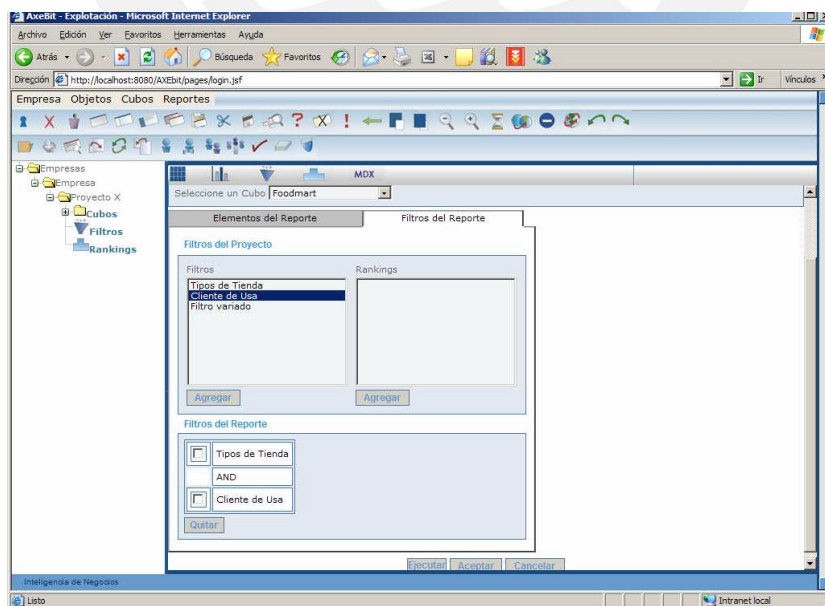 AxeBit - Explotación - Microsoft Internet Explorer
Archivo Edición Ver Favoritos Herramientas Ayuda
Atrás Búsqueda Favoritos
Dirección http://localhost:8080/AXEbit/pages/login.jsf Ir Vínculos
Empresa Objetos Cubos Reportes
Empresas
Empresa
Proyecto X
Cubos
Filtros
Rankings
MDX
Seleccione un Cubo Foodmart
Elementos del Reporte Filtros del Reporte
Filtros del Proyecto
Filtros Rankings
Tipos de Tienda
Cliente de Usa
Filtro variado
Agregar Agregar
Filtros del Reporte
Tipos de Tienda
AND
Cliente de Usa
Quitar
Ejecutar Aceptar Cancelar
Inteligencia de Negocios
Listo Intranet local